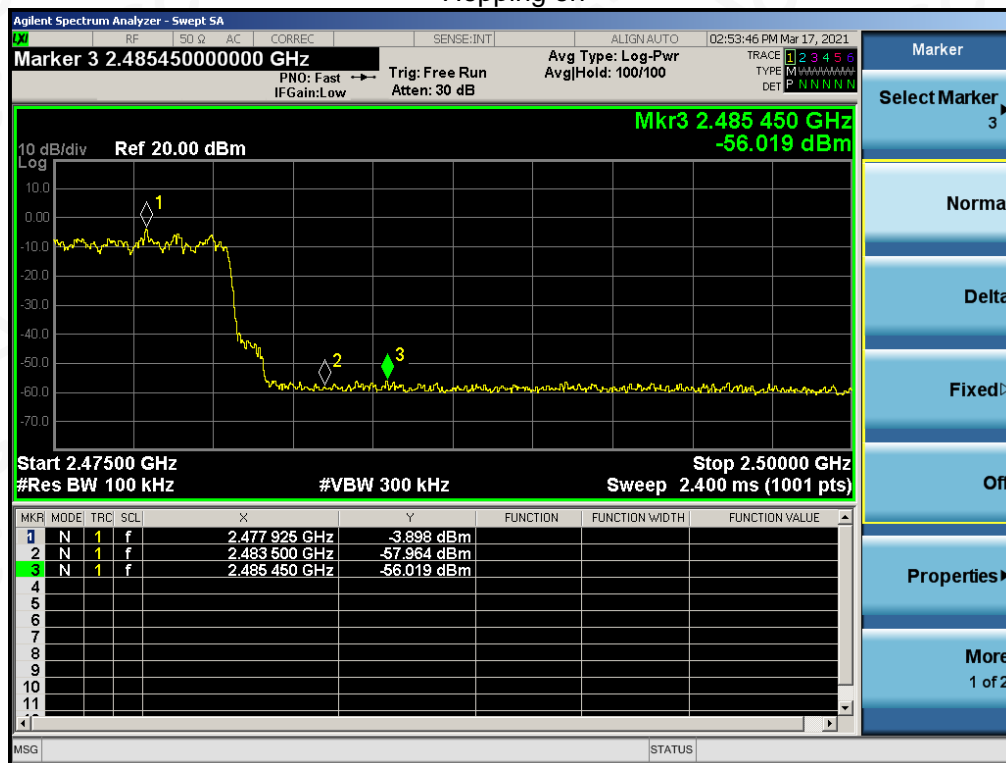 Agilent Spectrum Analyzer - Swept SA
LXI RF 50 Ω AC CORREC SENSE:INT ALIGN AUTO 02:53:46 PM Mar 17, 2021
Marker 3 2.485450000000 GHz
PNO: Fast
IFGain:Low
Trig: Free Run
Atten: 30 dB
Avg Type: Log-Pwr
Avg|Hold: 100/100
TRACE 1 2 3 4 5 6
TYPE M WWWWW
DET P N N N N N
Mkr3 2.485 450 GHz
-56.019 dBm
10 dB/div Ref 20.00 dBm
Log
10.0
0.00
-10.0
-20.0
-30.0
-40.0
-50.0
-60.0
-70.0
1
2
3
Start 2.47500 GHz Stop 2.50000 GHz
#Res BW 100 kHz #VBW 300 kHz Sweep 2.400 ms (1001 pts)
MKR MODE TRC SCL X Y FUNCTION FUNCTION WIDTH FUNCTION VALUE
1 N 1 f 2.477 925 GHz -3.898 dBm
2 N 1 f 2.483 500 GHz -57.964 dBm
3 N 1 f 2.485 450 GHz -56.019 dBm
4
5
6
7
8
9
10
11
MSG STATUS
Marker
Select Marker
3
Norma
Delta
Fixed
Off
Properties
More
1 of 2